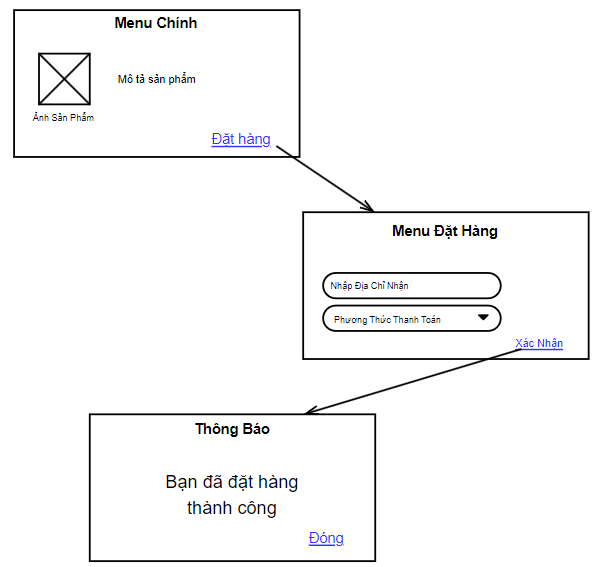 Menu Chính
Mô tả sản phẩm
Ảnh Sản Phẩm
Đặt hàng
Menu Đặt Hàng
Nhập Địa Chỉ Nhận
Phương Thức Thanh Toán
Xác Nhận
Thông Báo
Bạn đã đặt hàng
thành công
Đóng